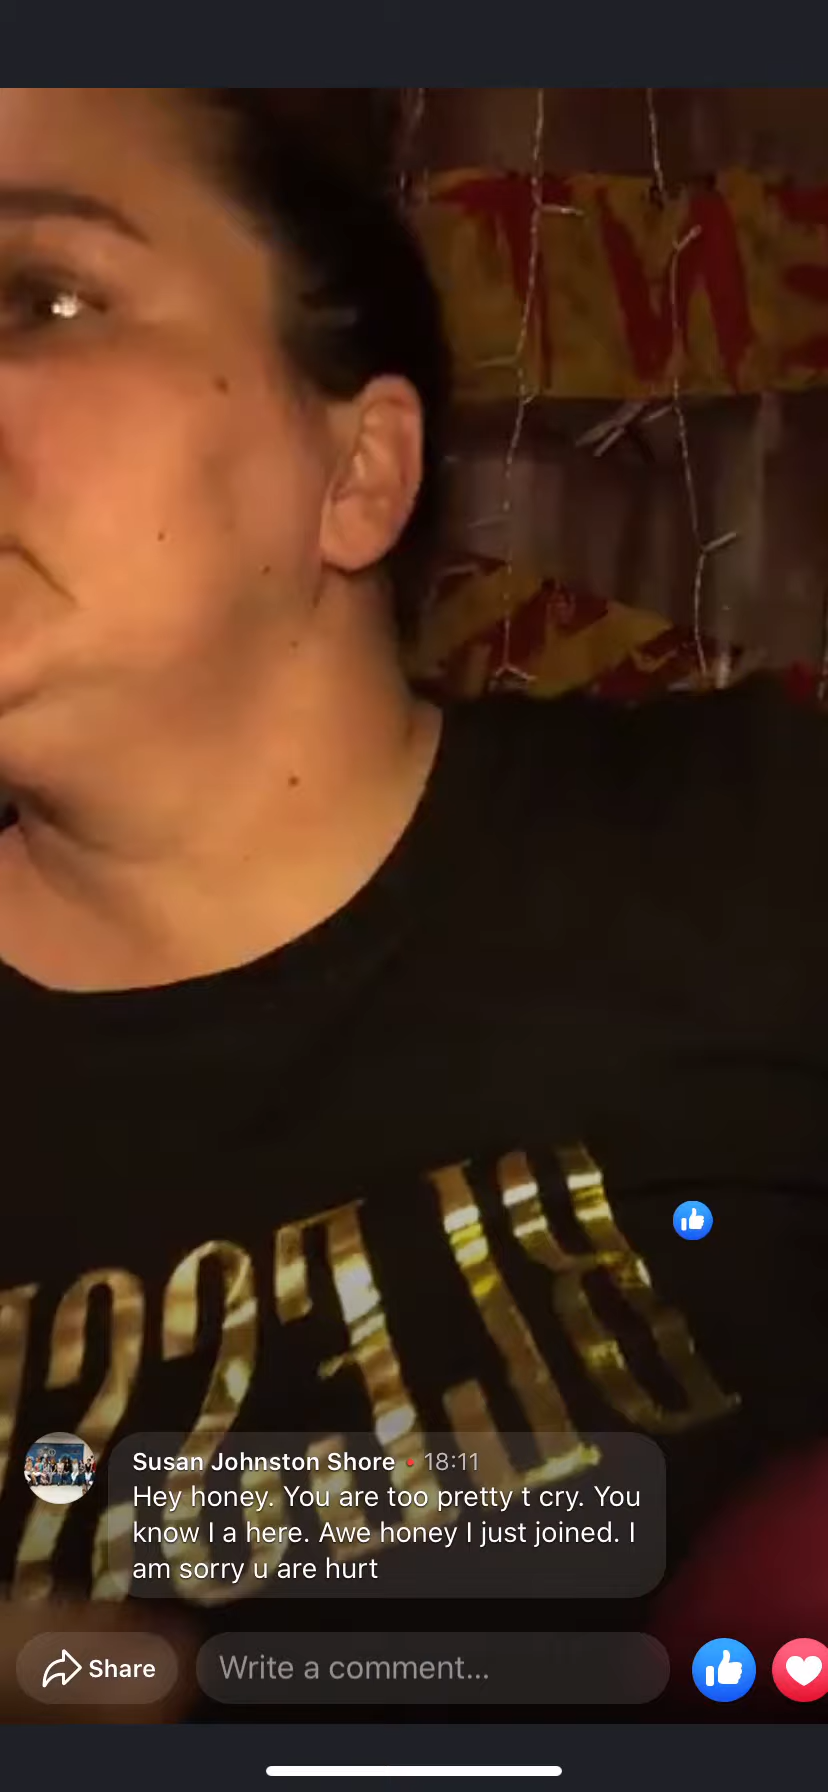 Susan Johnston Shore • 18:11
Hey honey. You are too pretty t cry. You
know I a here. Awe honey I just joined. I
am sorry u are hurt
Share
Write a comment...